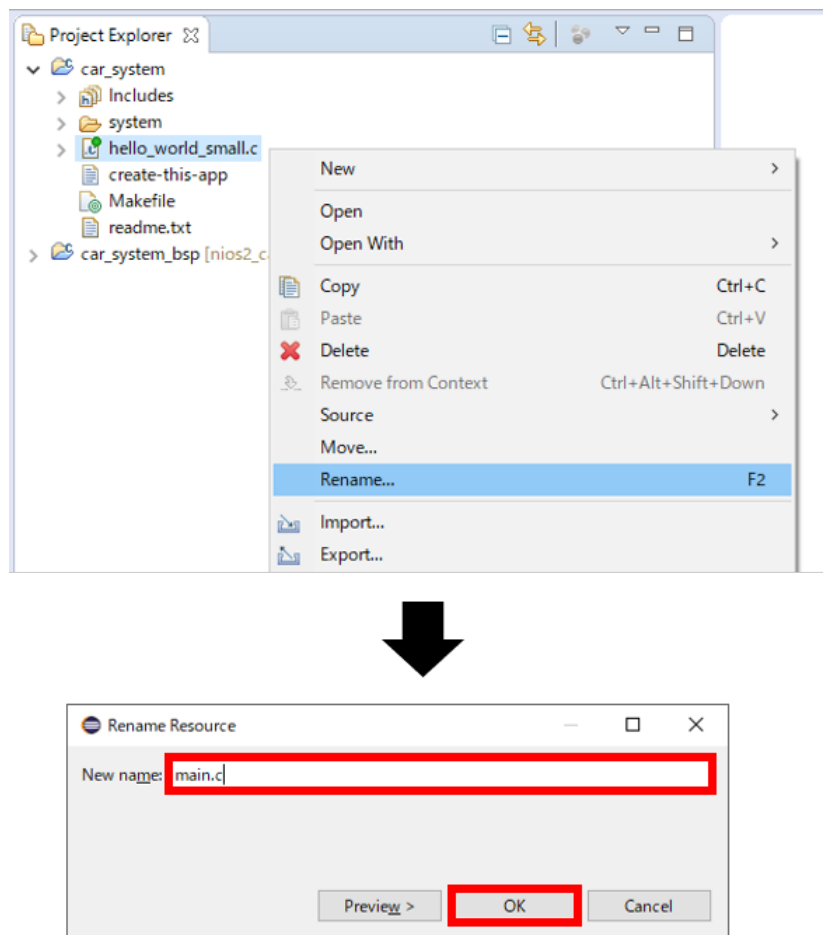 Project Explorer
car_system
Includes
system
hello_world_small.c
create-this-app
Makefile
readme.txt
car_system_bsp [nios2_c
New
Open
Open With
Copy Ctrl+C
Paste Ctrl+V
Delete Delete
Remove from Context Ctrl+Alt+Shift+Down
Source
Move...
Rename... F2
Import...
Export...
Rename Resource
New name: main.c
Preview > OK Cancel